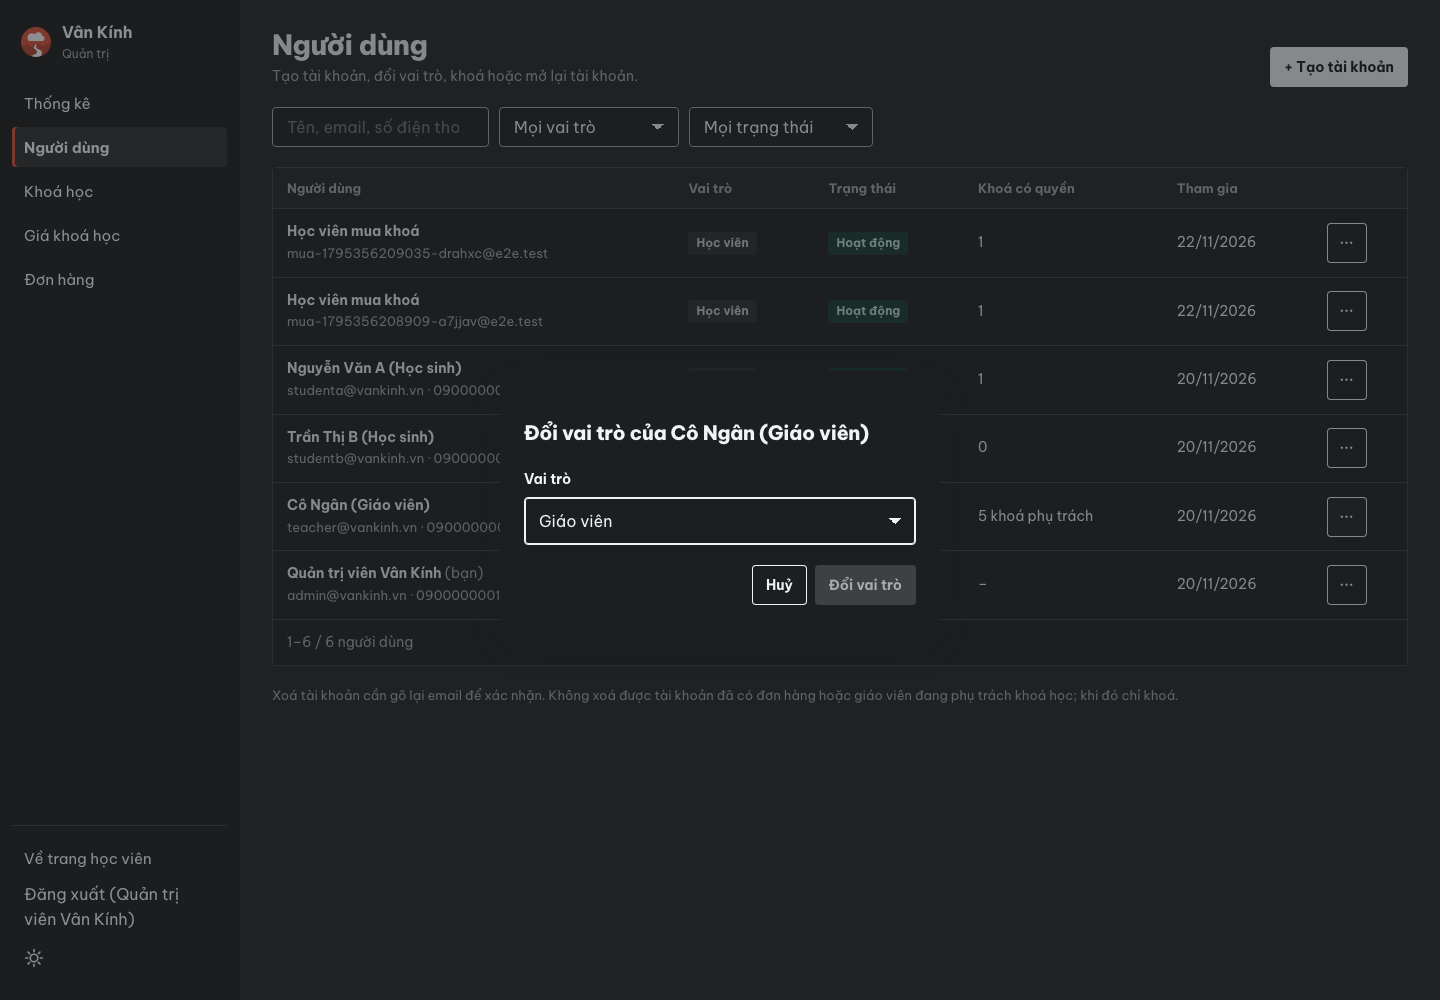 Vân Kính
Quản trị
Thống kê
Người dùng
Khoá học
Giá khoá học
Đơn hàng
Về trang học viên
Đăng xuất (Quản trị
viên Vân Kính)
Người dùng
Tạo tài khoản, đổi vai trò, khoá hoặc mở lại tài khoản.
+ Tạo tài khoản
Tên, email, số điện tho
Mọi vai trò
Mọi trạng thái
Người dùng Vai trò Trạng thái Khoá có quyền Tham gia
Học viên mua khoá
mua-1795356209035-drahxc@e2e.test
Học viên Hoạt động 1 22/11/2026 ···
Học viên mua khoá
mua-1795356208909-a7jjav@e2e.test
Học viên Hoạt động 1 22/11/2026 ···
Nguyễn Văn A (Học sinh)
studenta@vankinh.vn · 09000000
1 20/11/2026 ···
Trần Thị B (Học sinh)
studentb@vankinh.vn · 09000000
0 20/11/2026 ···
Cô Ngân (Giáo viên)
teacher@vankinh.vn · 09000000
5 khoá phụ trách 20/11/2026 ···
Quản trị viên Vân Kính (bạn)
admin@vankinh.vn · 0900000001
– 20/11/2026 ···
1–6 / 6 người dùng
Xoá tài khoản cần gõ lại email để xác nhận. Không xoá được tài khoản đã có đơn hàng hoặc giáo viên đang phụ trách khoá học; khi đó chỉ khoá.
Đổi vai trò của Cô Ngân (Giáo viên)
Vai trò
Giáo viên
Huỷ
Đổi vai trò